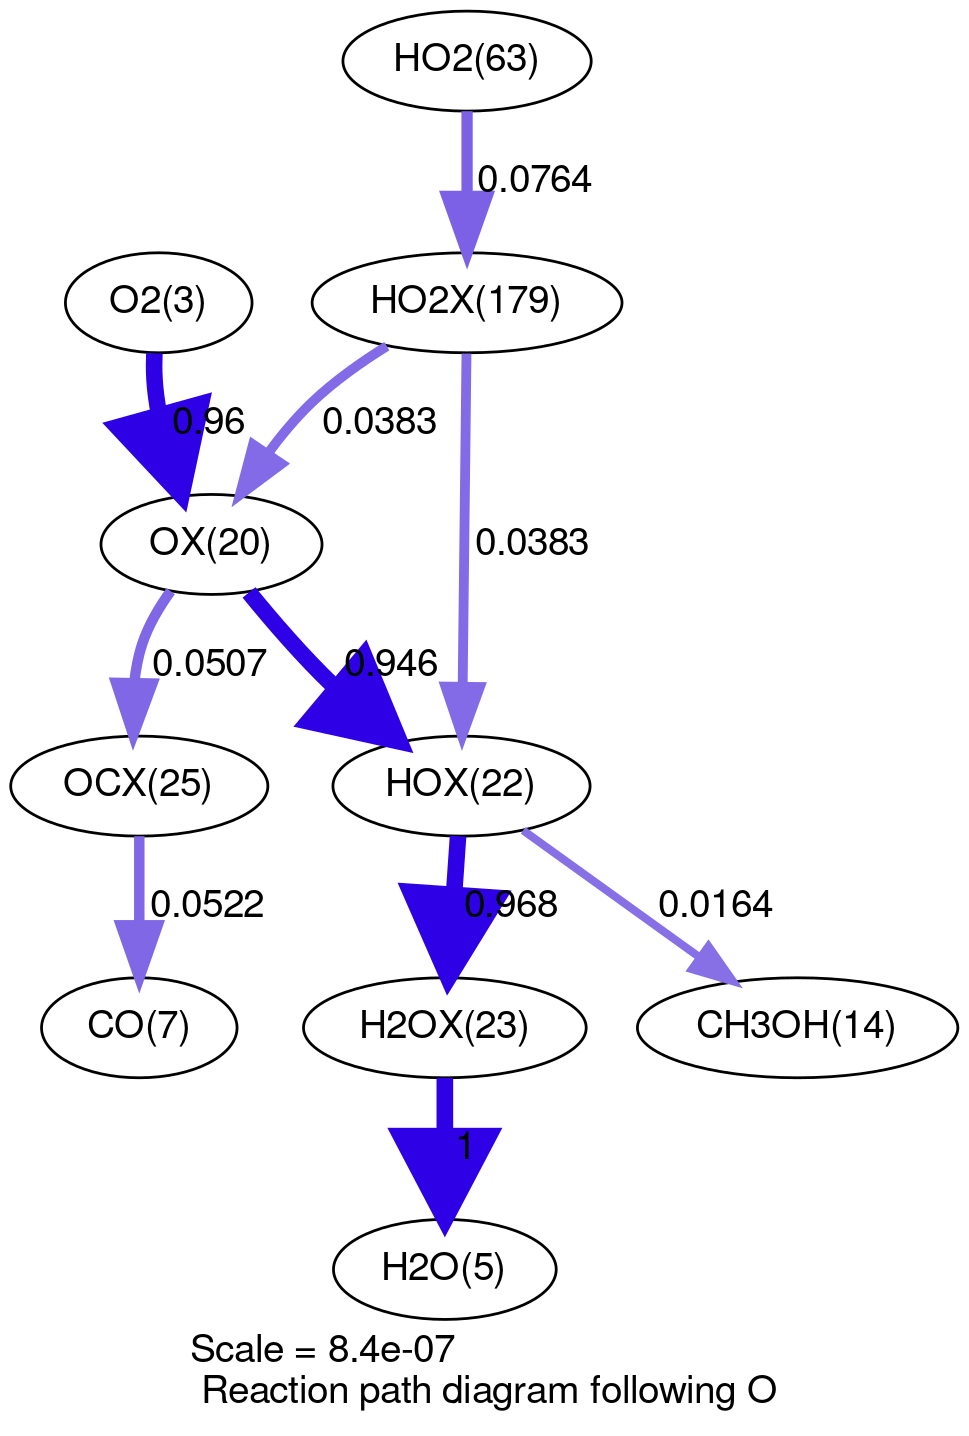 HO2(63)
0.0764
O2(3)
HO2X(179)
0.96
0.0383
OX(20)
0.0383
0.0507
0.946
OCX(25)
HOX(22)
0.0522
0.968
0.0164
CO(7)
H2OX(23)
CH3OH(14)
1
H2O(5)
Scale = 8.4e-07
Reaction path diagram following O